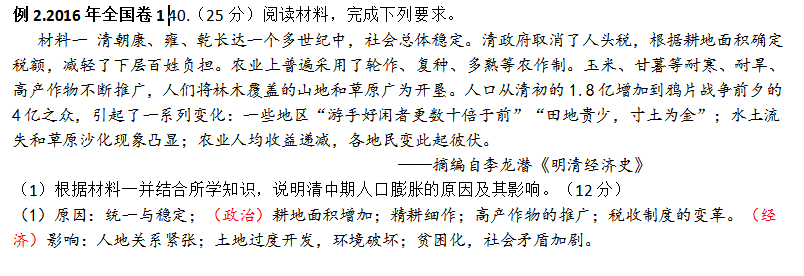 例 2.2016 年全国卷 1 40.（25 分）阅读材料，完成下列要求。
材料一 清朝康、雍、乾长达一个多世纪中，社会总体稳定。清政府取消了人头税，根据耕地面积确定
税额，减轻了下层百姓负担。农业上普遍采用了轮作、复种、多熟等农作制。玉米、甘薯等耐寒、耐旱、
高产作物不断推广，人们将林木覆盖的山地和草原广为开垦。人口从清初的 1.8 亿增加到鸦片战争前夕的
4 亿之众，引起了一系列变化：一些地区“游手好闲者更数十倍于前”“田地贵少，寸土为金”；水土流
失和草原沙化现象凸显；农业人均收益递减，各地民变此起彼伏。
——摘编自李龙潜《明清经济史》
（1）根据材料一并结合所学知识，说明清中期人口膨胀的原因及其影响。（12 分）
（1）原因：统一与稳定；（政治）耕地面积增加；精耕细作；高产作物的推广；税收制度的变革。（经
济）影响：人地关系紧张；土地过度开发，环境破坏；贫困化，社会矛盾加剧。